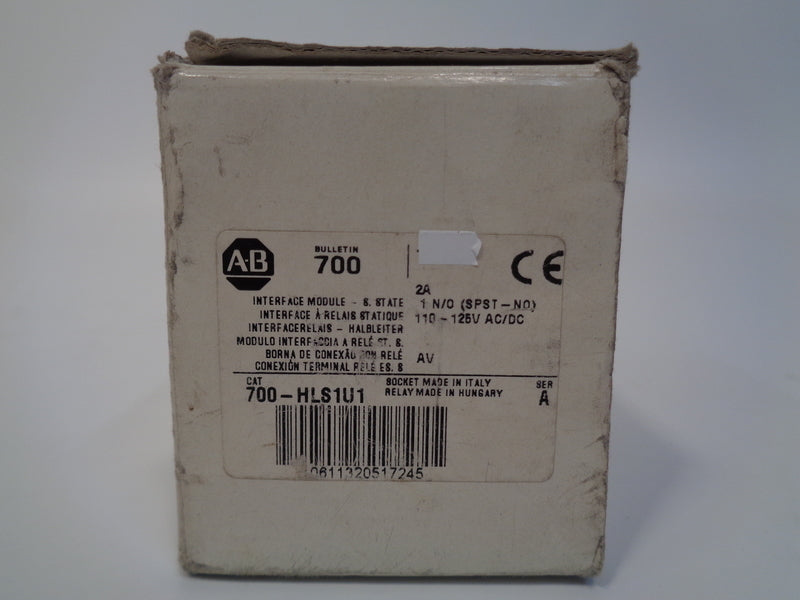 A-B
BULLETIN
700
CE
2A
INTERFACE MODULE - S. STATE
1 N/O (SPST-NO)
INTERFACE À RELAIS STATIQUE
110-125V AC/DC
INTERFACERELAIS - HALBLEITER
MODULO INTERFACCIA A RELÉ ST. S.
BORNA DE CONEXÃO CON RELÉ
AV
CONEXIÓN TERMINAL RELÉ ES. S
CAT
700-HLS1U1
SOCKET MADE IN ITALY
RELAY MADE IN HUNGARY
SER
A
0611320517245